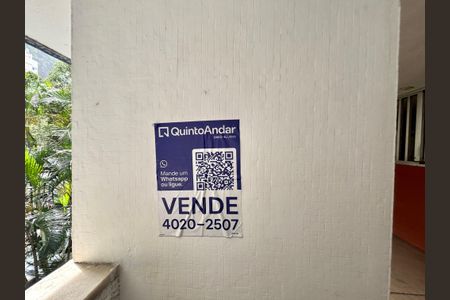 QuintoAndar
Mande um
Whatsapp
ou ligue.
VENDE
4020-2507